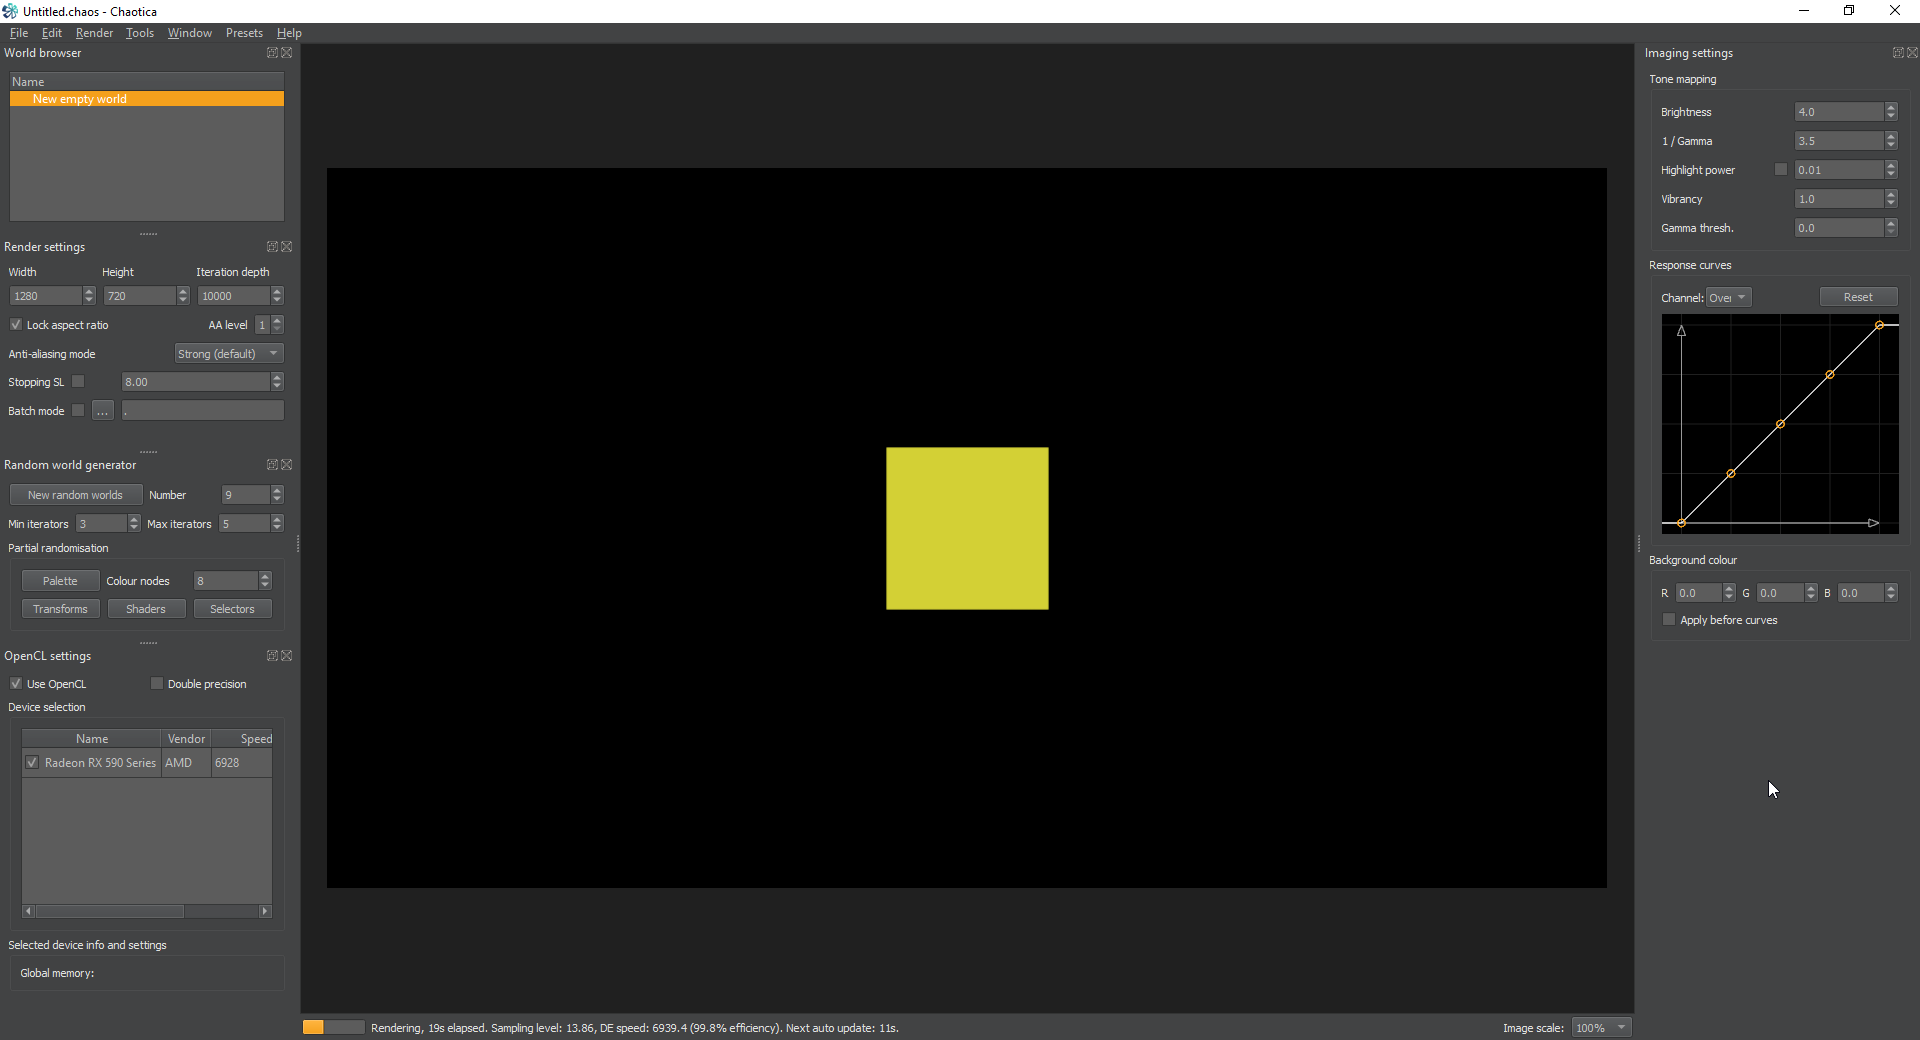 Untitled.chaos - Chaotica
File Edit Render Tools Window Presets Help
World browser
Name
New empty world
Render settings
Width Height Iteration depth
1280 720 10000
Lock aspect ratio AA level 1
Anti-aliasing mode Strong (default)
Stopping SL 8.00
Batch mode ... .
Random world generator
New random worlds Number 9
Min iterators 3 Max iterators 5
Partial randomisation
Palette Colour nodes 8
Transforms Shaders Selectors
OpenCL settings
Use OpenCL Double precision
Device selection
Name Vendor Speed
Radeon RX 590 Series AMD 6928
Selected device info and settings
Global memory:
Rendering, 19s elapsed. Sampling level: 13.86, DE speed: 6939.4 (99.8% efficiency). Next auto update: 11s.
Image scale: 100%
Imaging settings
Tone mapping
Brightness 4.0
1 / Gamma 3.5
Highlight power 0.01
Vibrancy 1.0
Gamma thresh. 0.0
Response curves
Channel: Over Reset
Background colour
R 0.0 G 0.0 B 0.0
Apply before curves